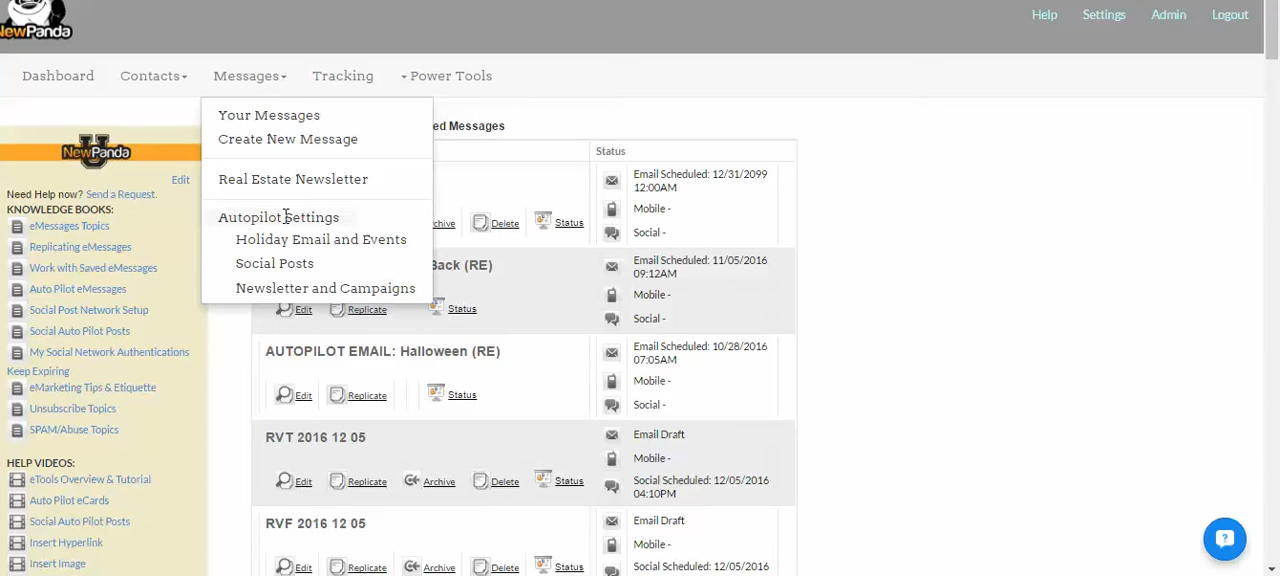 NewPanda
Help Settings Admin Logout
Dashboard Contacts Messages Tracking Power Tools
Your Messages
Create New Message
Real Estate Newsletter
Autopilot Settings
Holiday Email and Events
Social Posts
Newsletter and Campaigns
U
NewPanda
Edit
Need Help now? Send a Request.
KNOWLEDGE BOOKS:
eMessages Topics
Replicating eMessages
Work with Saved eMessages
Auto Pilot eMessages
Social Post Network Setup
Social Auto Pilot Posts
My Social Network Authentications
Keep Expiring
eMarketing Tips & Etiquette
Unsubscribe Topics
SPAM/Abuse Topics
HELP VIDEOS:
eTools Overview & Tutorial
Auto Pilot eCards
Social Auto Pilot Posts
Insert Hyperlink
Insert Image
ed Messages
Status
Email Scheduled: 12/31/2099
12:00AM
Mobile -
Social -
chive Delete Status
Back (RE)
Edit Replicate Status
Email Scheduled: 11/05/2016
09:12AM
Mobile -
Social -
AUTOPILOT EMAIL: Halloween (RE)
Edit Replicate Status
Email Scheduled: 10/28/2016
07:05AM
Mobile -
Social -
RVT 2016 12 05
Edit Replicate Archive Delete Status
Email Draft
Mobile -
Social Scheduled: 12/05/2016
04:10PM
RVF 2016 12 05
Edit Replicate Archive Delete Status
Email Draft
Mobile -
Social Scheduled: 12/05/2016